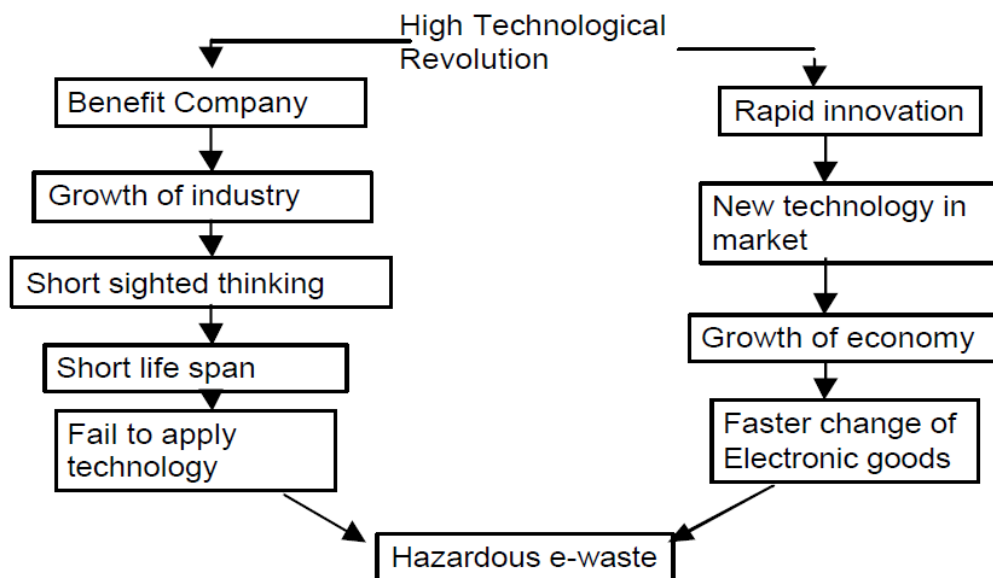 High Technological
Revolution
Benefit Company
Growth of industry
Short sighted thinking
Short life span
Fail to apply
technology
Rapid innovation
New technology in
market
Growth of economy
Faster change of
Electronic goods
Hazardous e-waste